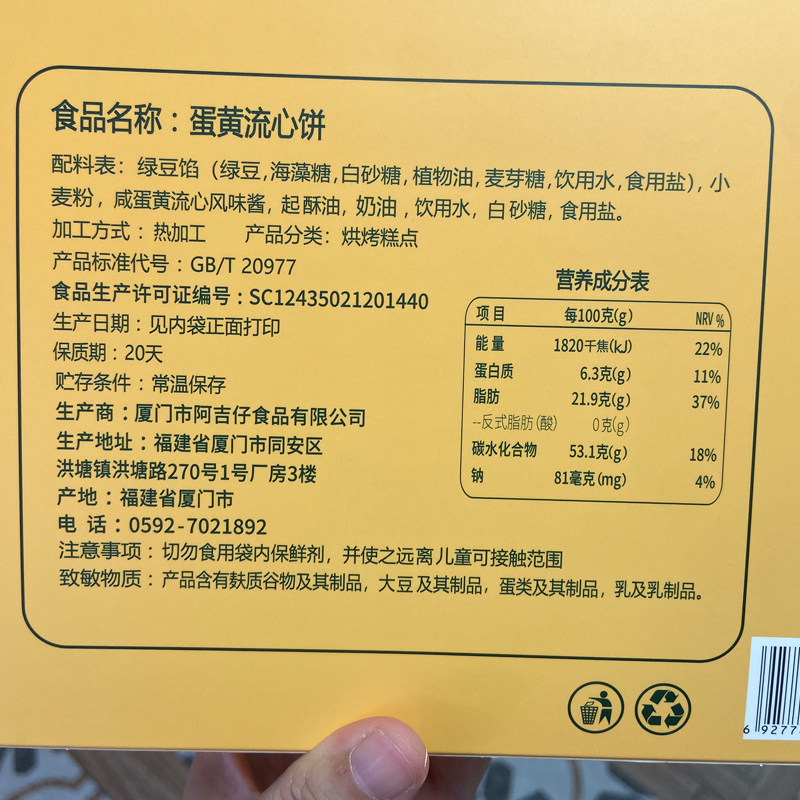 食品名称：蛋黄流心饼
配料表：绿豆馅（绿豆,海藻糖,白砂糖,植物油,麦芽糖,饮用水,食用盐），小
麦粉，咸蛋黄流心风味酱，起酥油，奶油，饮用水，白砂糖，食用盐。
加工方式：热加工 产品分类：烘烤糕点
产品标准代号：GB/T 20977
食品生产许可证编号：SC12435021201440
生产日期：见内袋正面打印
保质期：20天
贮存条件：常温保存
生产商：厦门市阿吉仔食品有限公司
生产地址：福建省厦门市同安区
洪塘镇洪塘路270号1号厂房3楼
产地：福建省厦门市
电 话：0592-7021892
注意事项：切勿食用袋内保鲜剂，并使之远离儿童可接触范围
致敏物质：产品含有麸质谷物及其制品，大豆及其制品，蛋类及其制品，乳及乳制品。
营养成分表
项目 每100克(g) NRV %
能量 1820千焦(kJ) 22%
蛋白质 6.3克(g) 11%
脂肪 21.9克(g) 37%
--反式脂肪(酸) 0克(g)
碳水化合物 53.1克(g) 18%
钠 81毫克(mg) 4%
6 9277